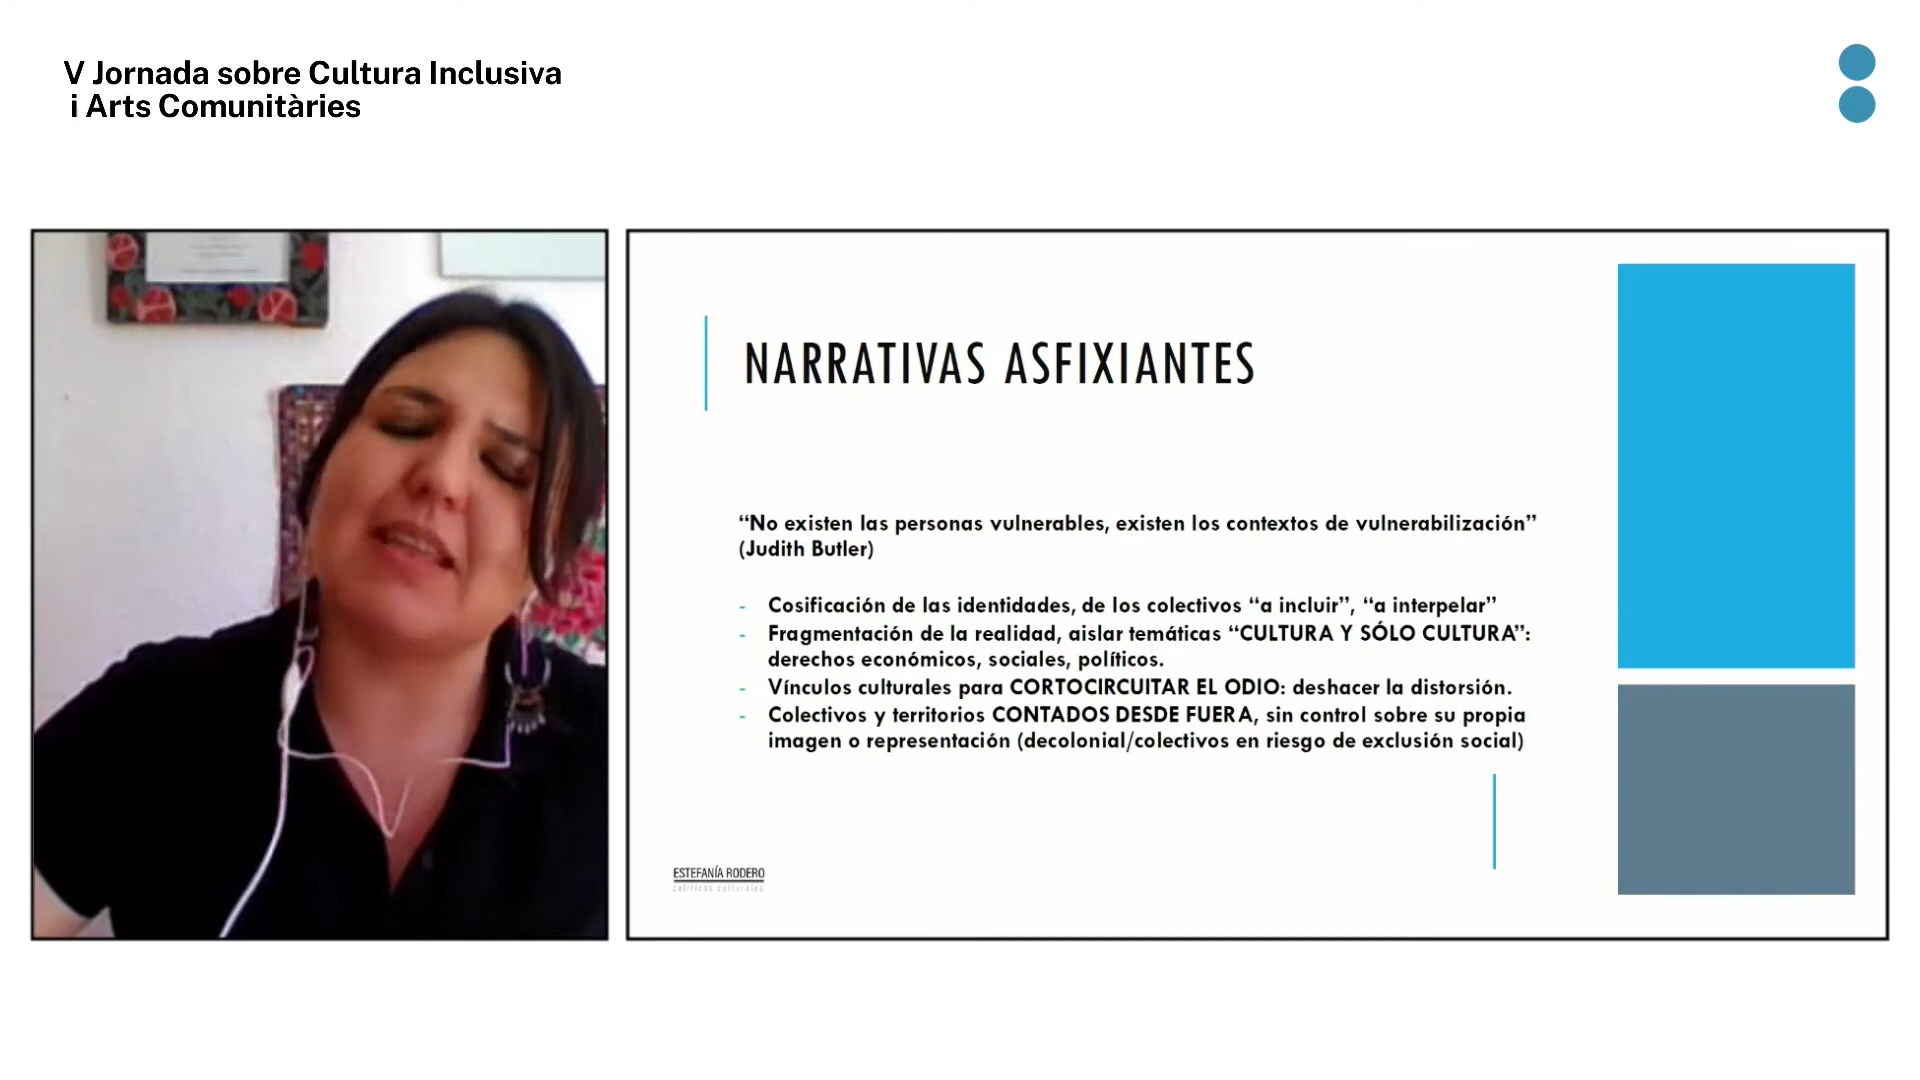 V Jornada sobre Cultura Inclusiva
i Arts Comunitàries
NARRATIVAS ASFIXIANTES
“No existen las personas vulnerables, existen los contextos de vulnerabilización”
(Judith Butler)
- Cosificación de las identidades, de los colectivos “a incluir”, “a interpelar”
- Fragmentación de la realidad, aislar temáticas “CULTURA Y SÓLO CULTURA”:
derechos económicos, sociales, políticos.
- Vínculos culturales para CORTOCIRCUITAR EL ODIO: deshacer la distorsión.
- Colectivos y territorios CONTADOS DESDE FUERA, sin control sobre su propia
imagen o representación (decolonial/colectivos en riesgo de exclusión social)
ESTEFANÍA RODERO
políticas culturales